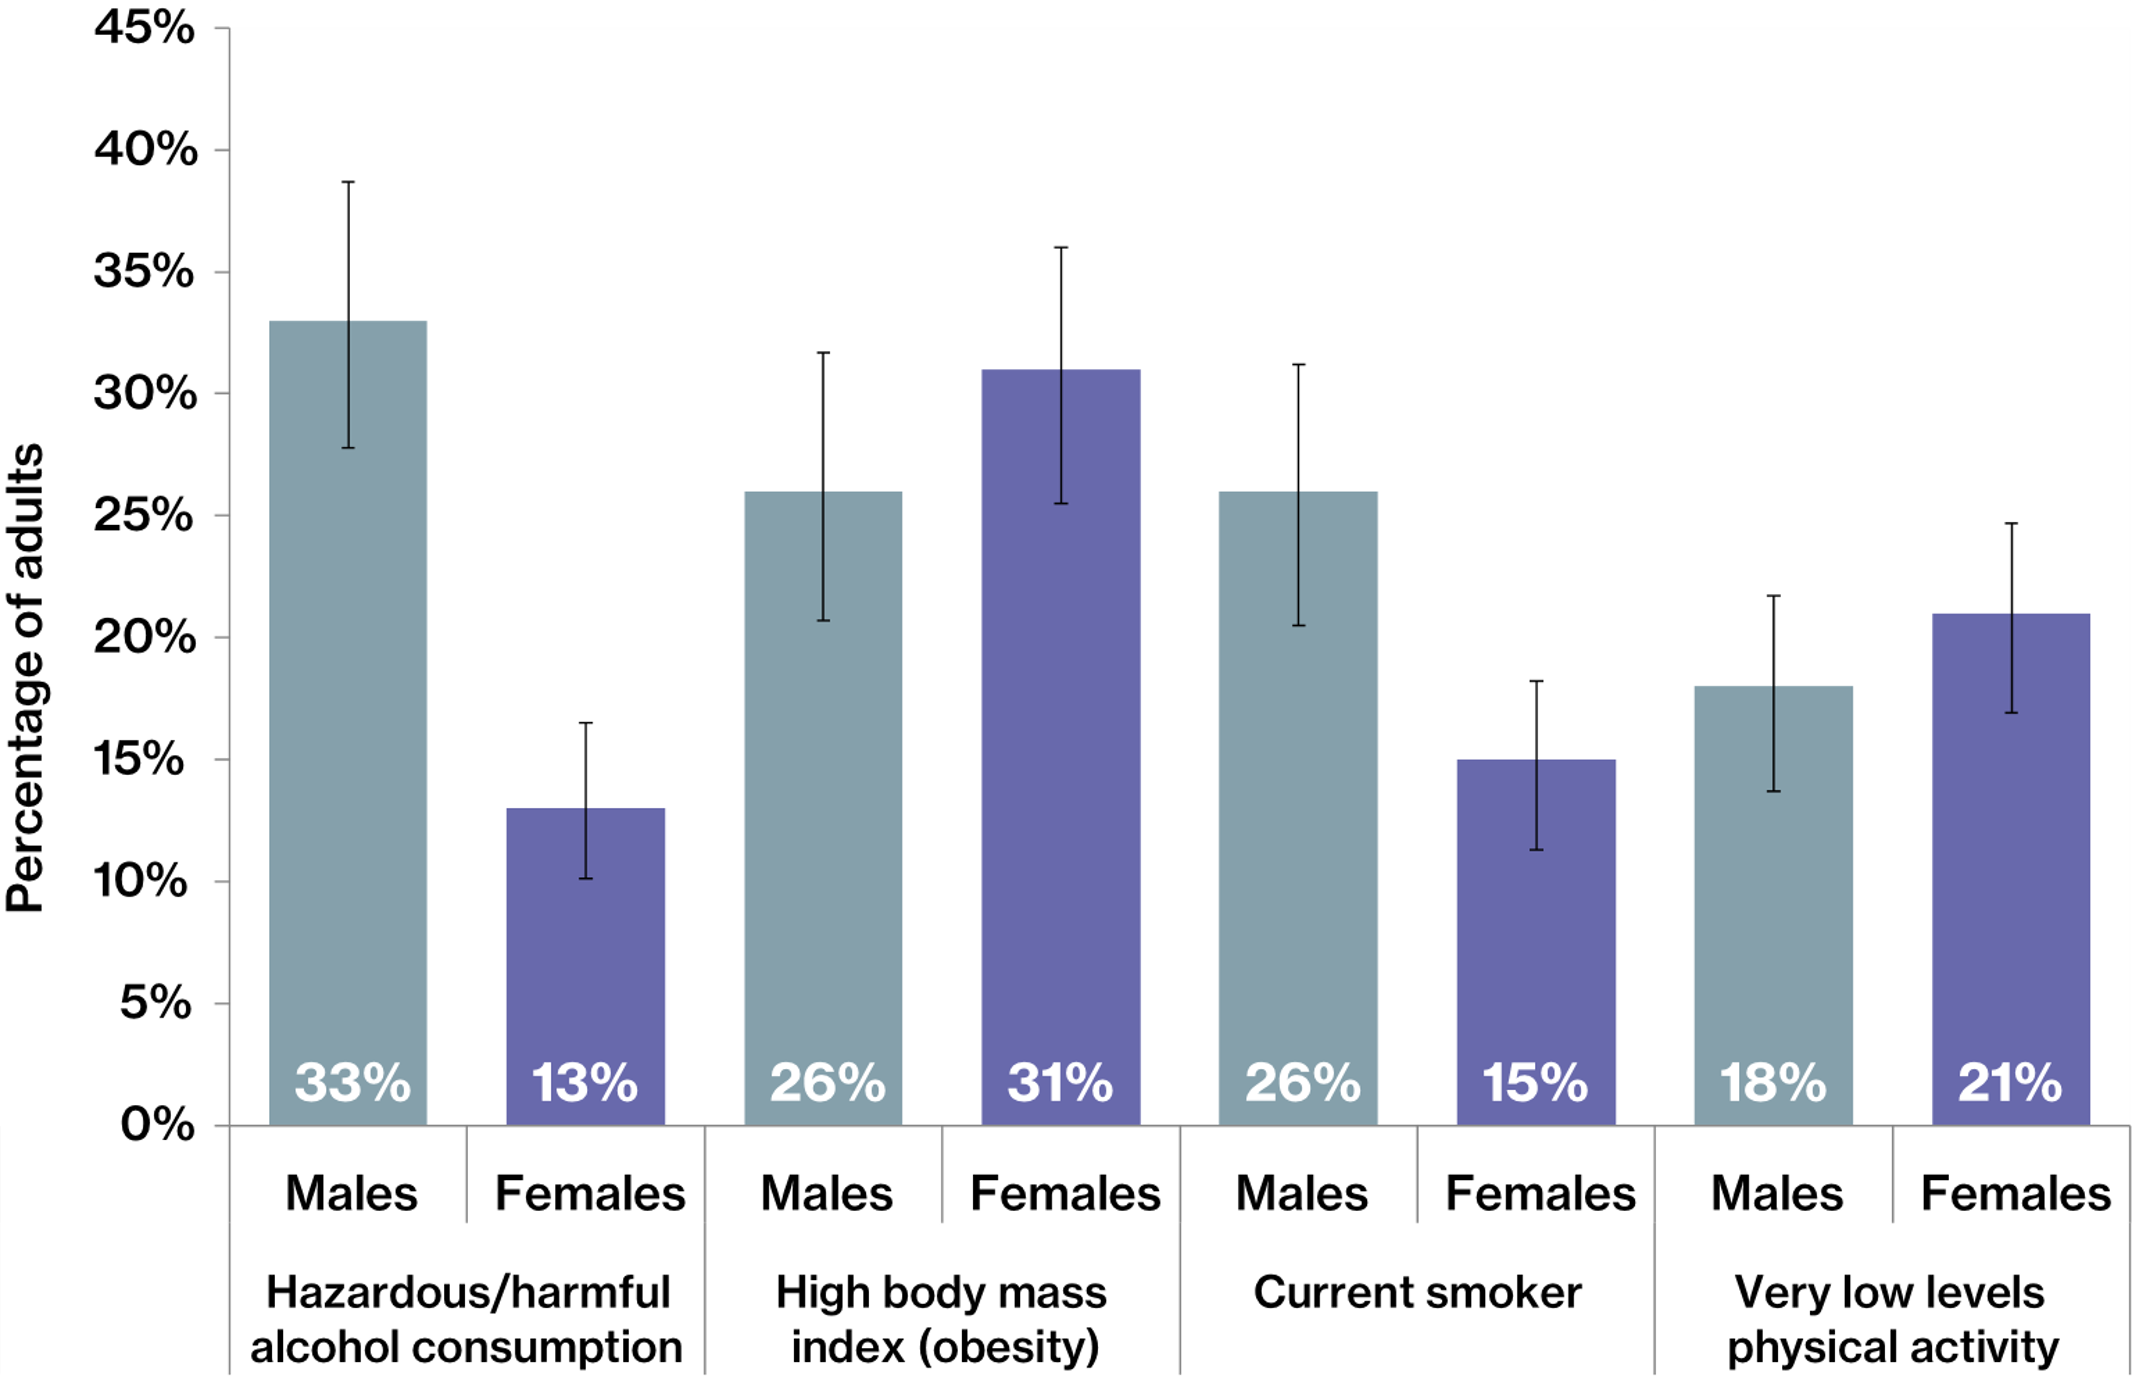 45%
40%
35%
30%
25%
20%
15%
10%
5%
0%
Percentage of adults
33%
13%
26%
31%
26%
15%
18%
21%
Males
Females
Males
Females
Males
Females
Males
Females
Hazardous/harmful
alcohol consumption
High body mass
index (obesity)
Current smoker
Very low levels
physical activity